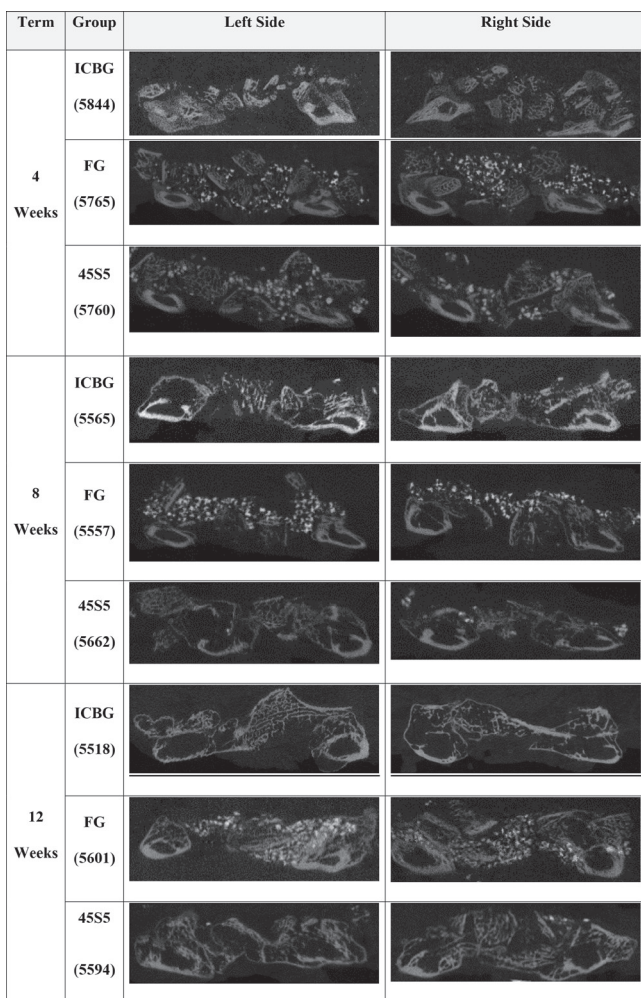 Term Group Left Side Right Side
ICBG
(5844)
4
Weeks
FG
(5765)
45S5
(5760)
ICBG
(5565)
8
Weeks
FG
(5557)
45S5
(5662)
ICBG
(5518)
12
Weeks
FG
(5601)
45S5
(5594)